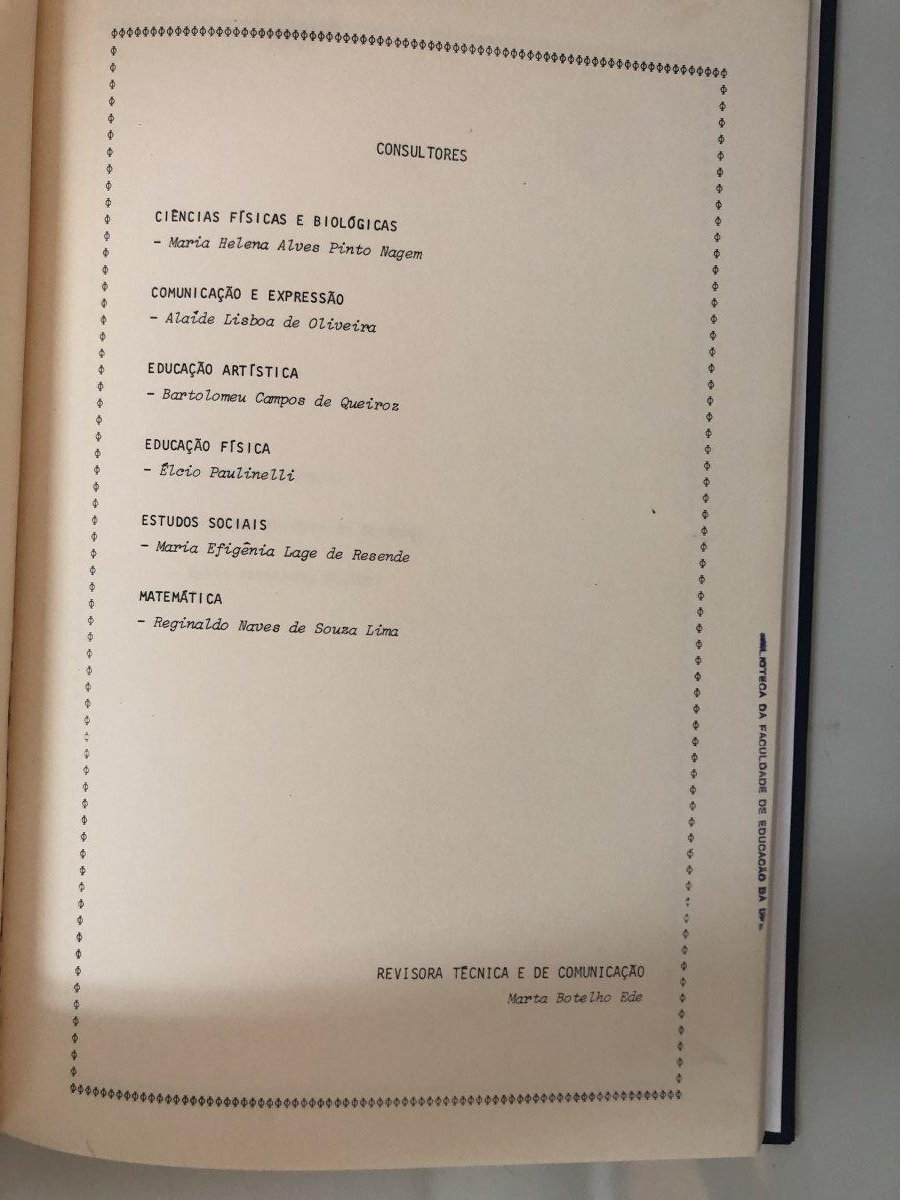 CONSULTORES
CIÊNCIAS FÍSICAS E BIOLÓGICAS
- Maria Helena Alves Pinto Nagem
COMUNICAÇÃO E EXPRESSÃO
- Alaíde Lisboa de Oliveira
EDUCAÇÃO ARTÍSTICA
- Bartolomeu Campos de Queiroz
EDUCAÇÃO FÍSICA
- Élcio Paulinelli
ESTUDOS SOCIAIS
- Maria Efigênia Lage de Resende
MATEMÁTICA
- Reginaldo Naves de Souza Lima
REVISORA TÉCNICA E DE COMUNICAÇÃO
Marta Botelho Ede
DA FACULDADE DE EDUCAÇÃO DA